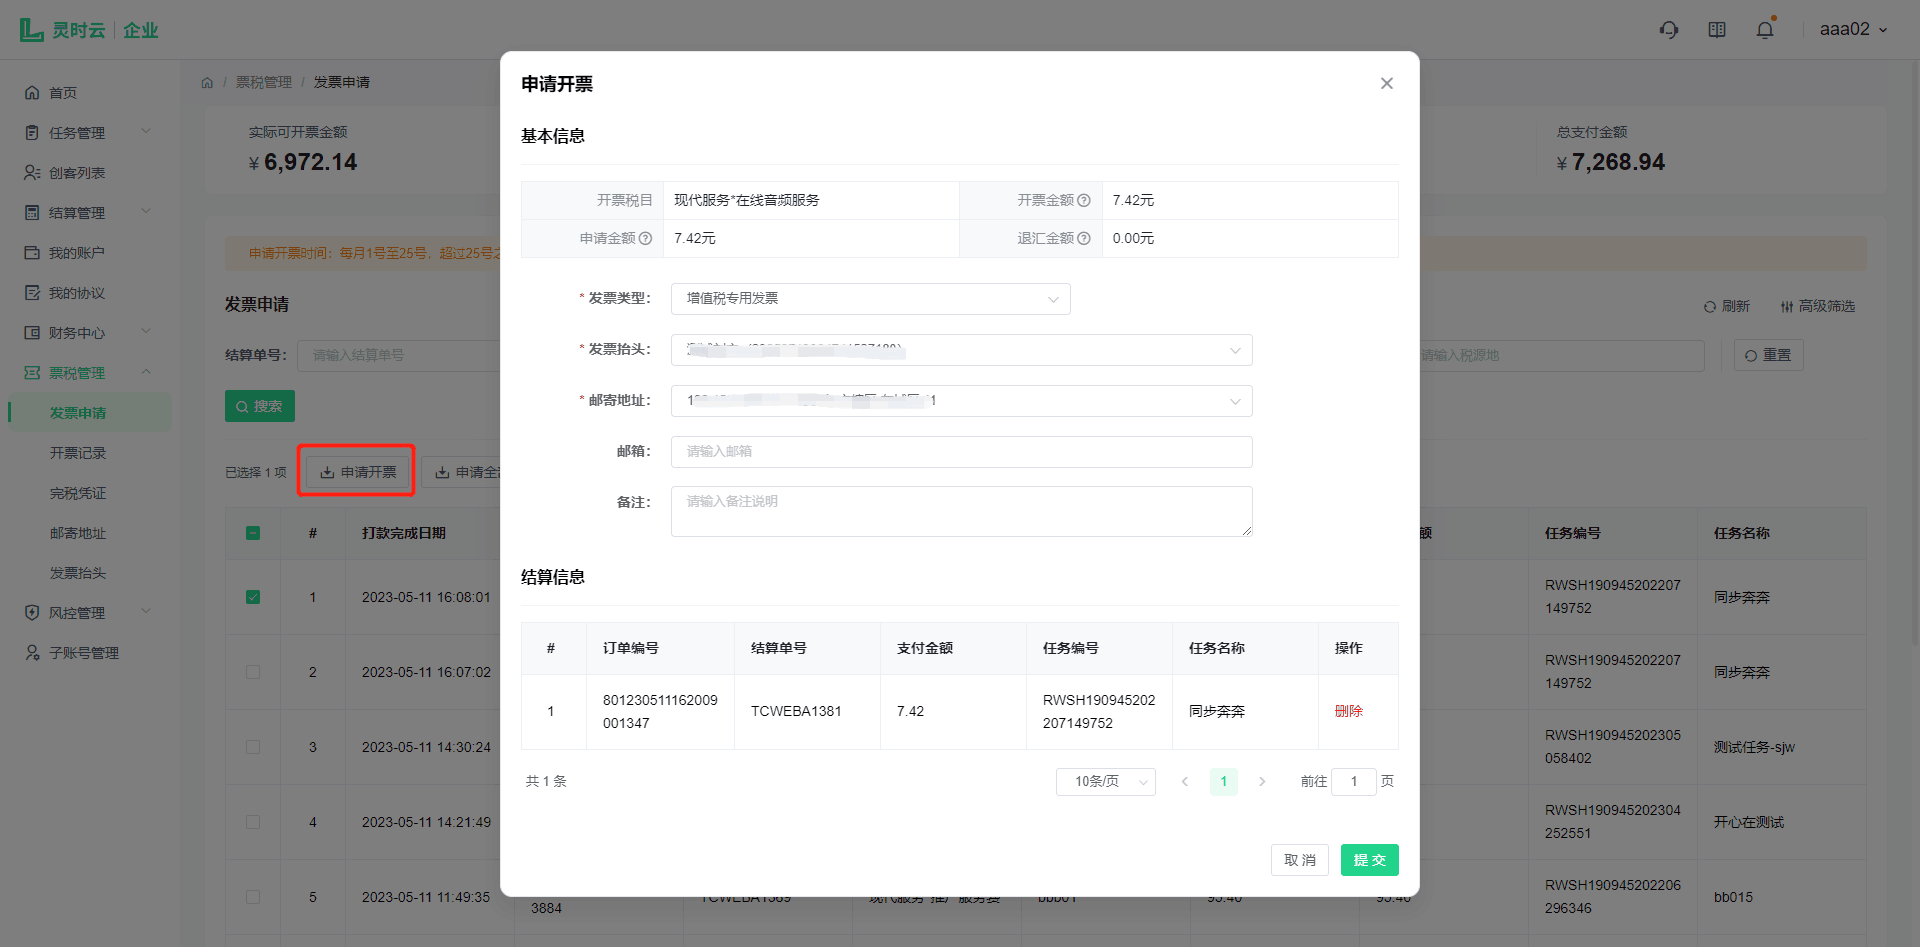 灵时云 | 企业
aaa02
首页
任务管理
创客列表
结算管理
我的账户
我的协议
财务中心
票税管理
发票申请
开票记录
完税凭证
邮寄地址
发票抬头
风控管理
子账号管理
/ 票税管理 / 发票申请
实际可开票金额
¥ 6,972.14
总支付金额
¥ 7,268.94
申请开票时间：每月1号至25号，超过25号
发票申请
刷新
高级筛选
结算单号：
请输入结算单号
请输入税源地
重置
搜索
已选择 1 项
申请开票
申请全
# 打款完成日期 额 任务编号 任务名称
1 2023-05-11 16:08:01 RWSH190945202207 同步奔奔
149752
2 2023-05-11 16:07:02 RWSH190945202207 同步奔奔
149752
3 2023-05-11 14:30:24 RWSH190945202305 测试任务-sjw
058402
4 2023-05-11 14:21:49 RWSH190945202304 开心在测试
252551
5 2023-05-11 11:49:35 RWSH190945202206 bb015
296346
3884
申请开票
基本信息
开票税目 现代服务*在线音频服务 开票金额 7.42元
申请金额 7.42元 退汇金额 0.00元
* 发票类型： 增值税专用发票
* 发票抬头：
* 邮寄地址：
邮箱： 请输入邮箱
备注： 请输入备注说明
结算信息
# 订单编号 结算单号 支付金额 任务编号 任务名称 操作
1 801230511162009 TCWEBA1381 7.42 RWSH190945202 同步奔奔 删除
001347 207149752
共 1 条
10条/页
1
前往 1 页
取 消
提 交